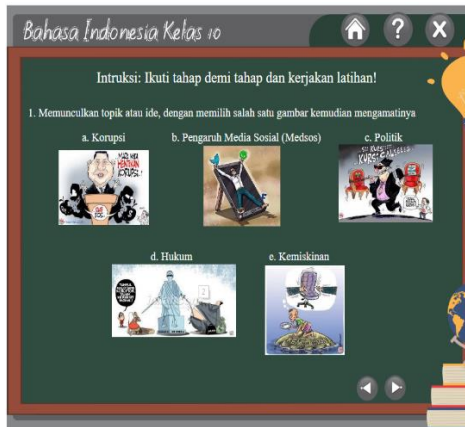 Bahasa Indonesia Kelas 10
? X
Intruksi: Ikuti tahap demi tahap dan kerjakan latihan!
1. Memunculkan topik atau ide, dengan memilih salah satu gambar kemudian mengamatinya
a. Korupsi b. Pengaruh Media Sosial (Medsos) c. Politik
d. Hukum e. Kemiskinan